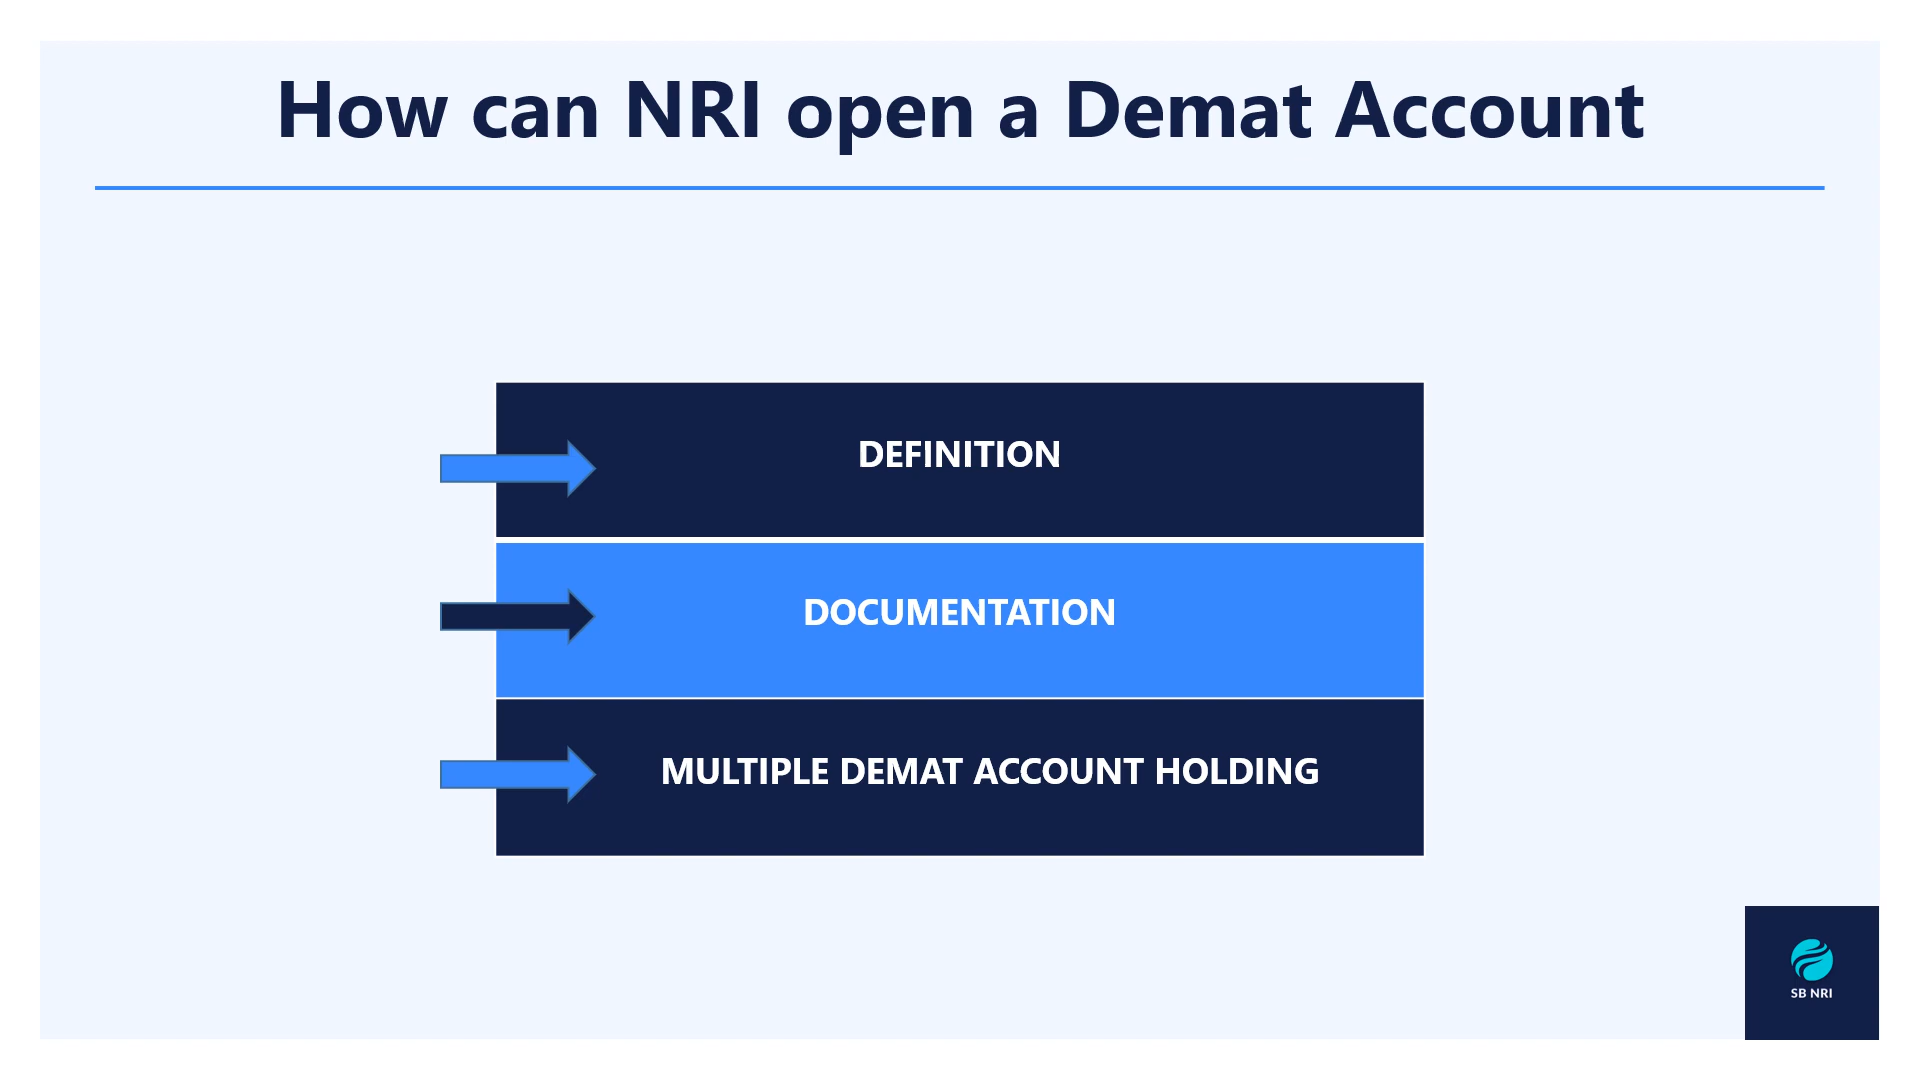 How can NRI open a Demat Account
DEFINITION
DOCUMENTATION
MULTIPLE DEMAT ACCOUNT HOLDING
SB NRI